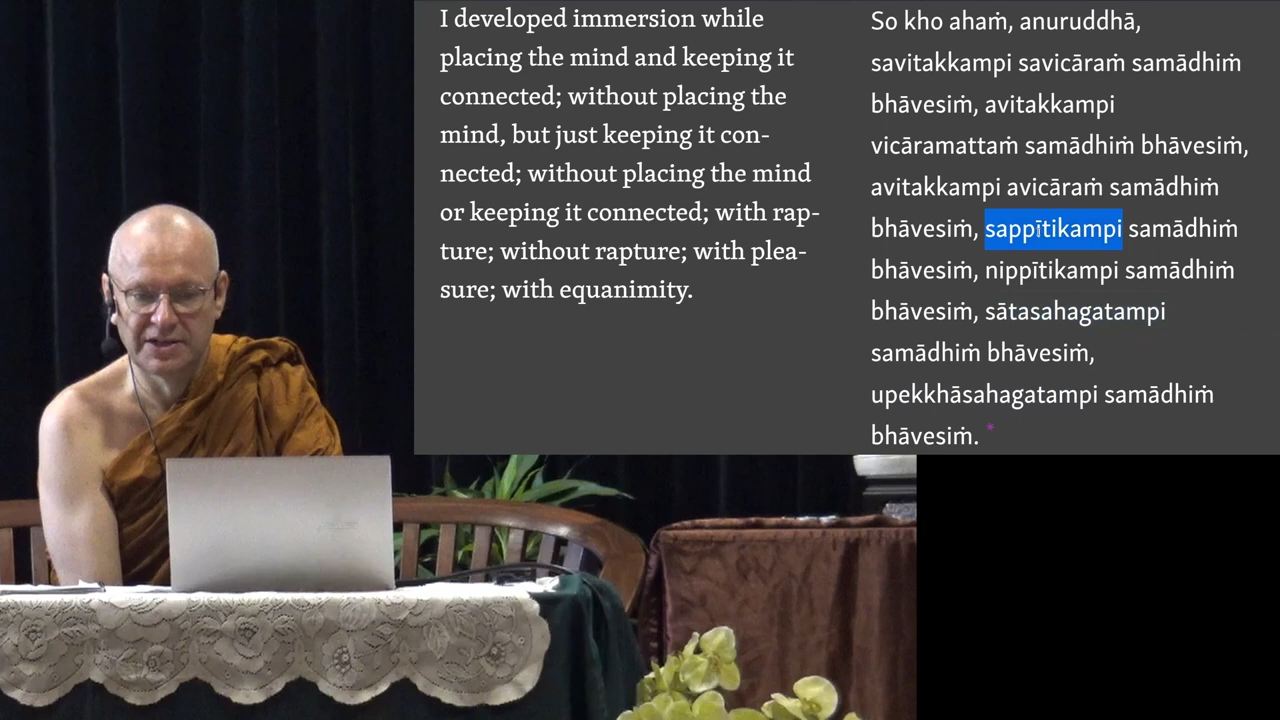 I developed immersion while
placing the mind and keeping it
connected; without placing the
mind, but just keeping it con-
nected; without placing the mind
or keeping it connected; with rap-
ture; without rapture; with plea-
sure; with equanimity.
So kho ahaṁ, anuruddhā,
savitakkampi savicāraṁ samādhiṁ
bhāvesiṁ, avitakkampi
vicāramattaṁ samādhiṁ bhāvesiṁ,
avitakkampi avicāraṁ samādhiṁ
bhāvesiṁ, sappītikampi samādhiṁ
bhāvesiṁ, nippītikampi samādhiṁ
bhāvesiṁ, sātasahagatampi
samādhiṁ bhāvesiṁ,
upekkhāsahagatampi samādhiṁ
bhāvesiṁ. *